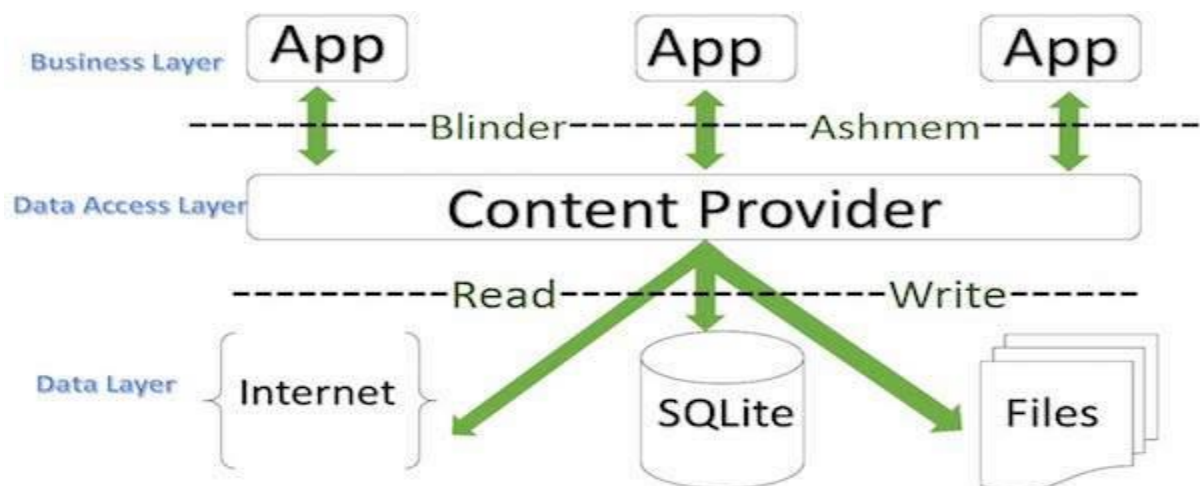 Business Layer
App
App
App
Blinder
Ashmem
Data Access Layer
Content Provider
Read
Write
Data Layer
Internet
SQLite
Files